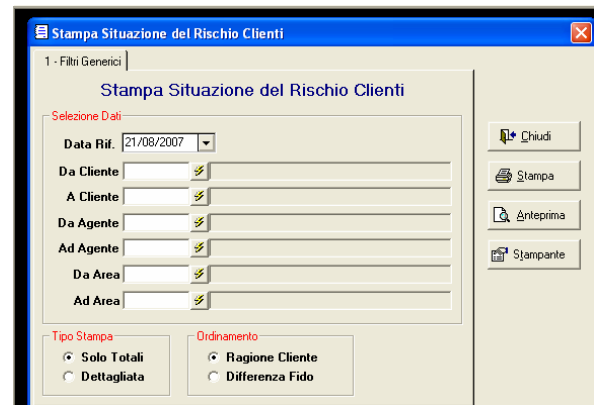 Stampa Situazione del Rischio Clienti
1 - Filtri Generici
Stampa Situazione del Rischio Clienti
Selezione Dati
Data Rif. 21/08/2007
Da Cliente
A Cliente
Da Agente
Ad Agente
Da Area
Ad Area
Chiudi
Stampa
Anteprima
Stampante
Tipo Stampa
Solo Totali
Dettagliata
Ordinamento
Ragione Cliente
Differenza Fido